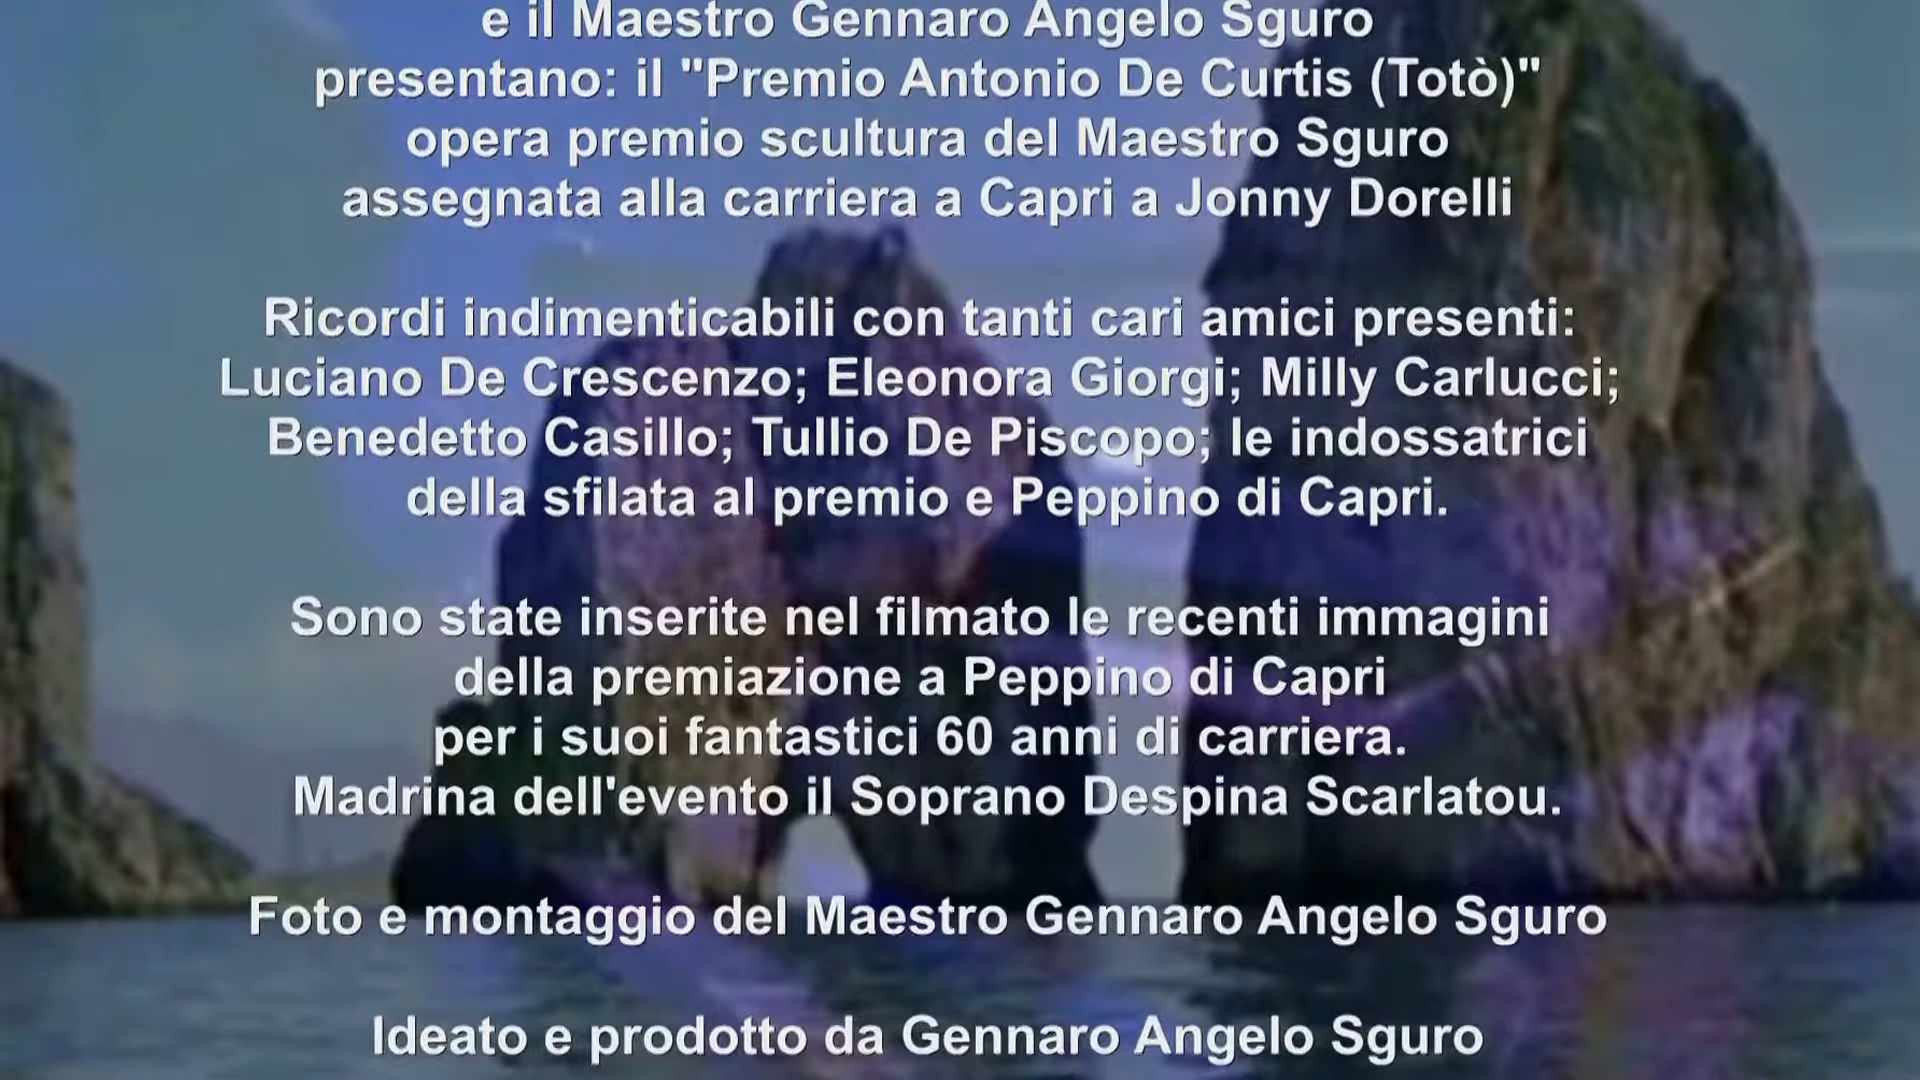 e il Maestro Gennaro Angelo Sguro
presentano: il "Premio Antonio De Curtis (Totò)"
opera premio scultura del Maestro Sguro
assegnata alla carriera a Capri a Jonny Dorelli
Ricordi indimenticabili con tanti cari amici presenti:
Luciano De Crescenzo; Eleonora Giorgi; Milly Carlucci;
Benedetto Casillo; Tullio De Piscopo; le indossatrici
della sfilata al premio e Peppino di Capri.
Sono state inserite nel filmato le recenti immagini
della premiazione a Peppino di Capri
per i suoi fantastici 60 anni di carriera.
Madrina dell'evento il Soprano Despina Scarlatou.
Foto e montaggio del Maestro Gennaro Angelo Sguro
Ideato e prodotto da Gennaro Angelo Sguro